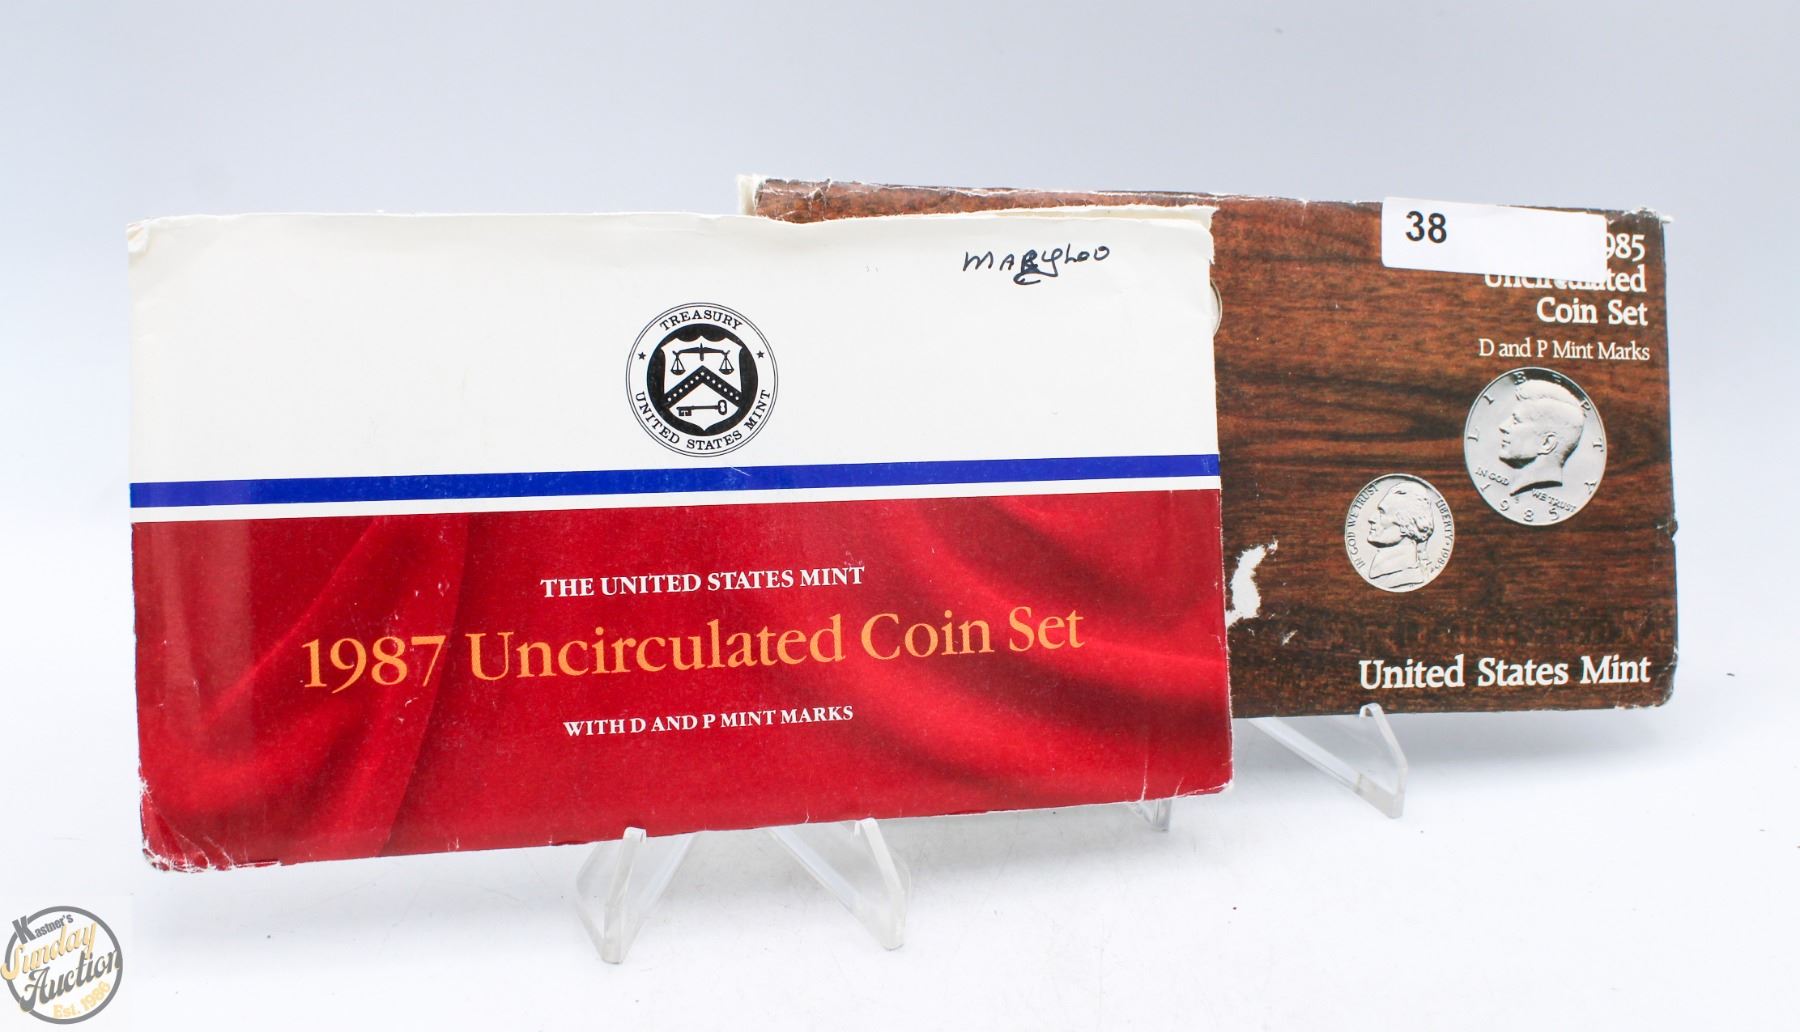 MARYLOO
TREASURY
UNITED STATES MINT
THE UNITED STATES MINT
1987 Uncirculated Coin Set
WITH D AND P MINT MARKS
38
985
Uncirculated
Coin Set
D and P Mint Marks
LIBERTY
IN GOD WE TRUST
1985
IN GOD WE TRUST
LIBERTY
United States Mint
Kastner's
Sunday
Auction
Est. 1986